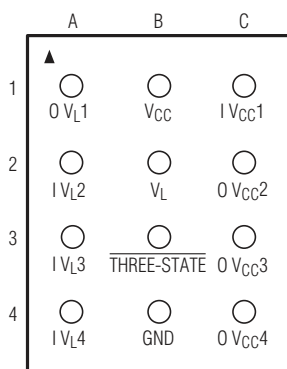 A B C
1
O VL1 VCC I VCC1
2
I VL2 VL O VCC2
3
I VL3 THREE-STATE O VCC3
4
I VL4 GND O VCC4